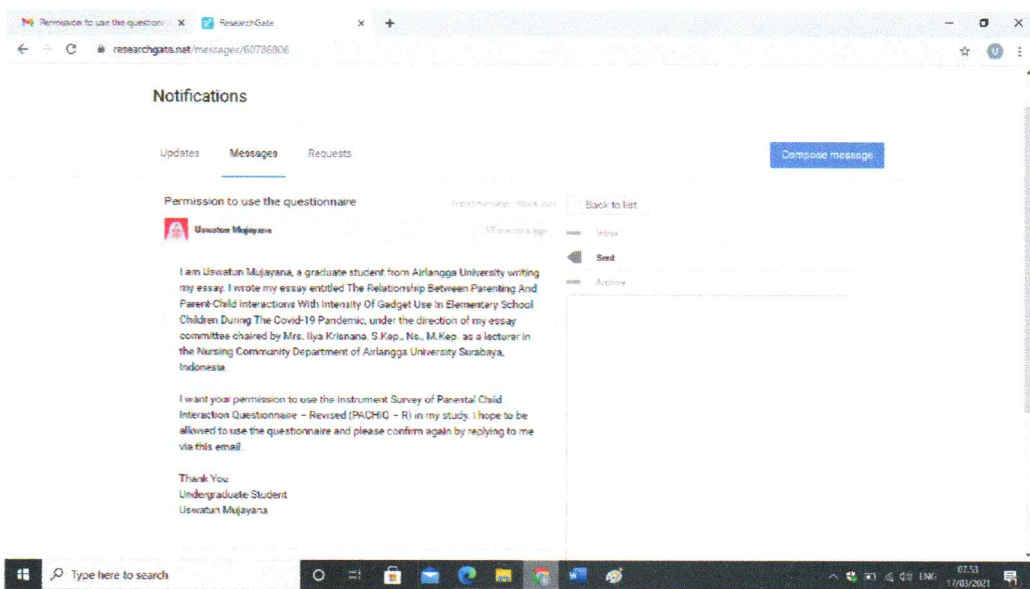 Permission to use the questionn
ResearchGate
researchgate.net/messages/60786806
U
Notifications
Updates
Messages
Requests
Compose message
Permission to use the questionnaire
Back to list
Uswatun Mujayana
Inbox
Sent
Archive
I am Uswatun Mujayana, a graduate student from Airlangga University writing
my essay. I wrote my essay entitled The Relationship Between Parenting And
Parent-Child Interactions With Intensity Of Gadget Use In Elementary School
Children During The Covid-19 Pandemic, under the direction of my essay
committee chaired by Mrs. Ilya Krisnana, S.Kep., Ns., M.Kep. as a lecturer in
the Nursing Community Department of Airlangga University Surabaya,
Indonesia.
I want your permission to use the Instrument Survey of Parental Child
Interaction Questionnaire – Revised (PACHIQ – R) in my study. I hope to be
allowed to use the questionnaire and please confirm again by replying to me
via this email.
Thank You
Undergraduate Student
Uswatun Mujayana
Type here to search
ENG
07.53
17/03/2021